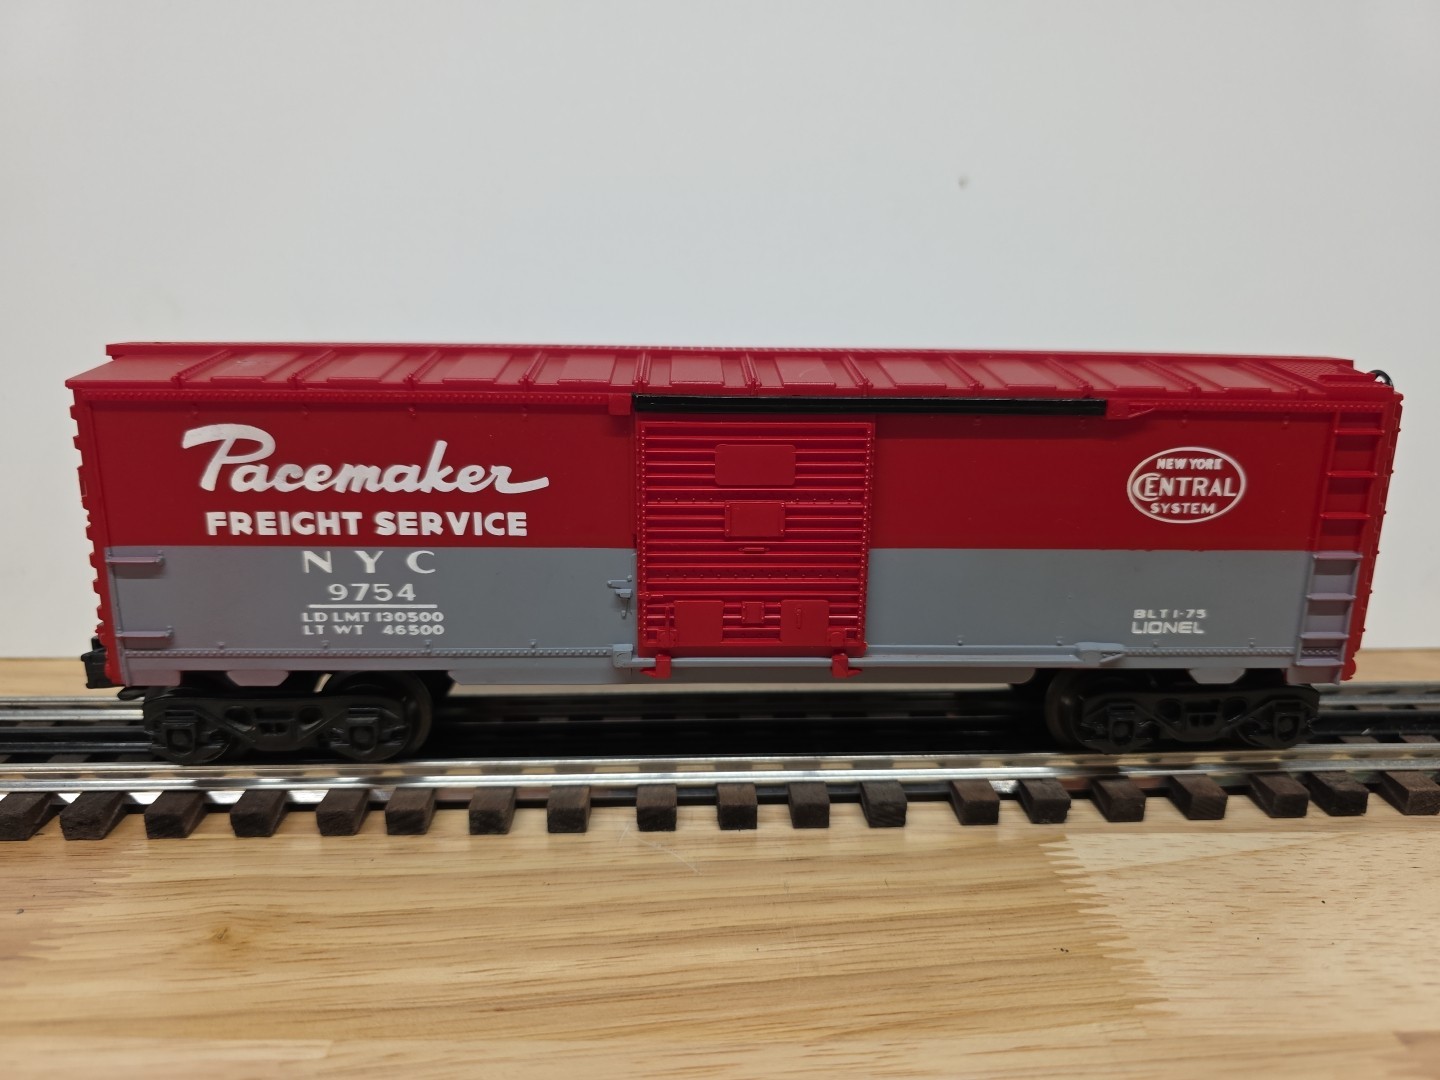 Pacemaker
FREIGHT SERVICE
NYC
9754
LD LMT 130500
LT WT 46500
NEW YORK
CENTRAL
SYSTEM
BLT 1-75
LIONEL